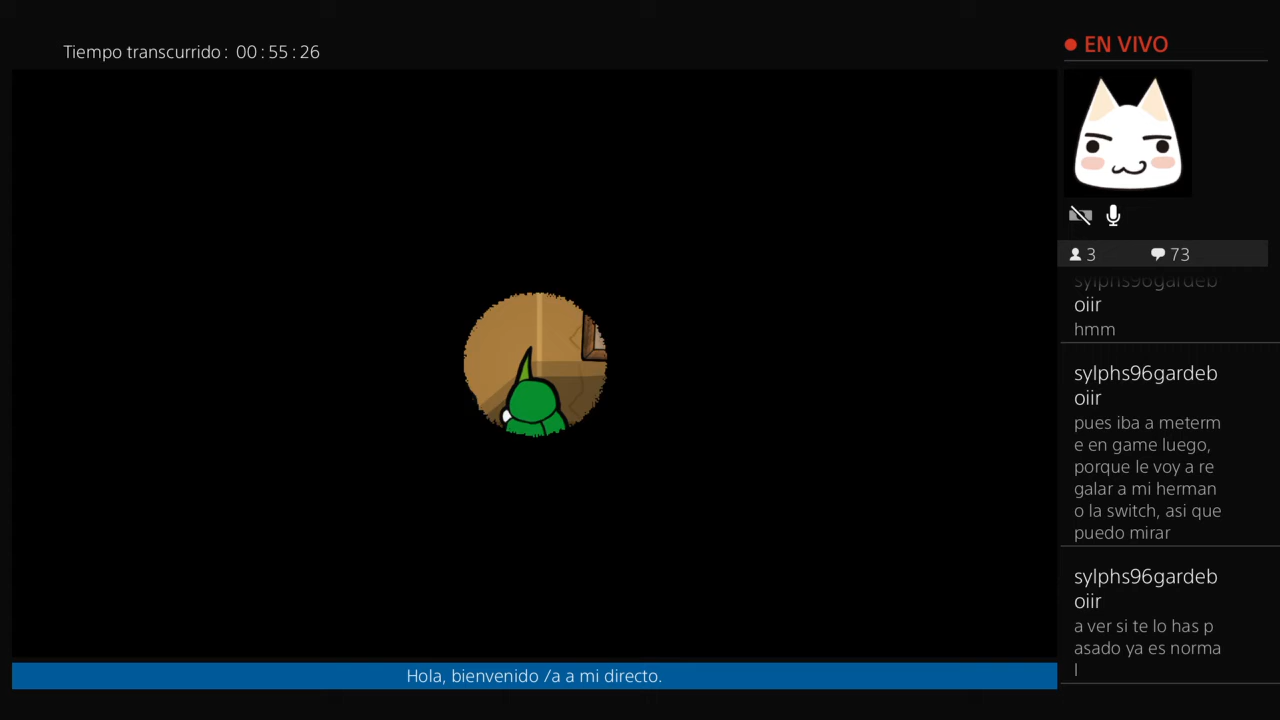 Tiempo transcurrido : 00 : 55 : 26
EN VIVO
3
73
sylphs96gardeb
oiir
hmm
sylphs96gardeb
oiir
pues iba a meterm
e en game luego,
porque le voy a re
galar a mi herman
o la switch, asi que
puedo mirar
sylphs96gardeb
oiir
a ver si te lo has p
asado ya es norma
l
Hola, bienvenido /a a mi directo.